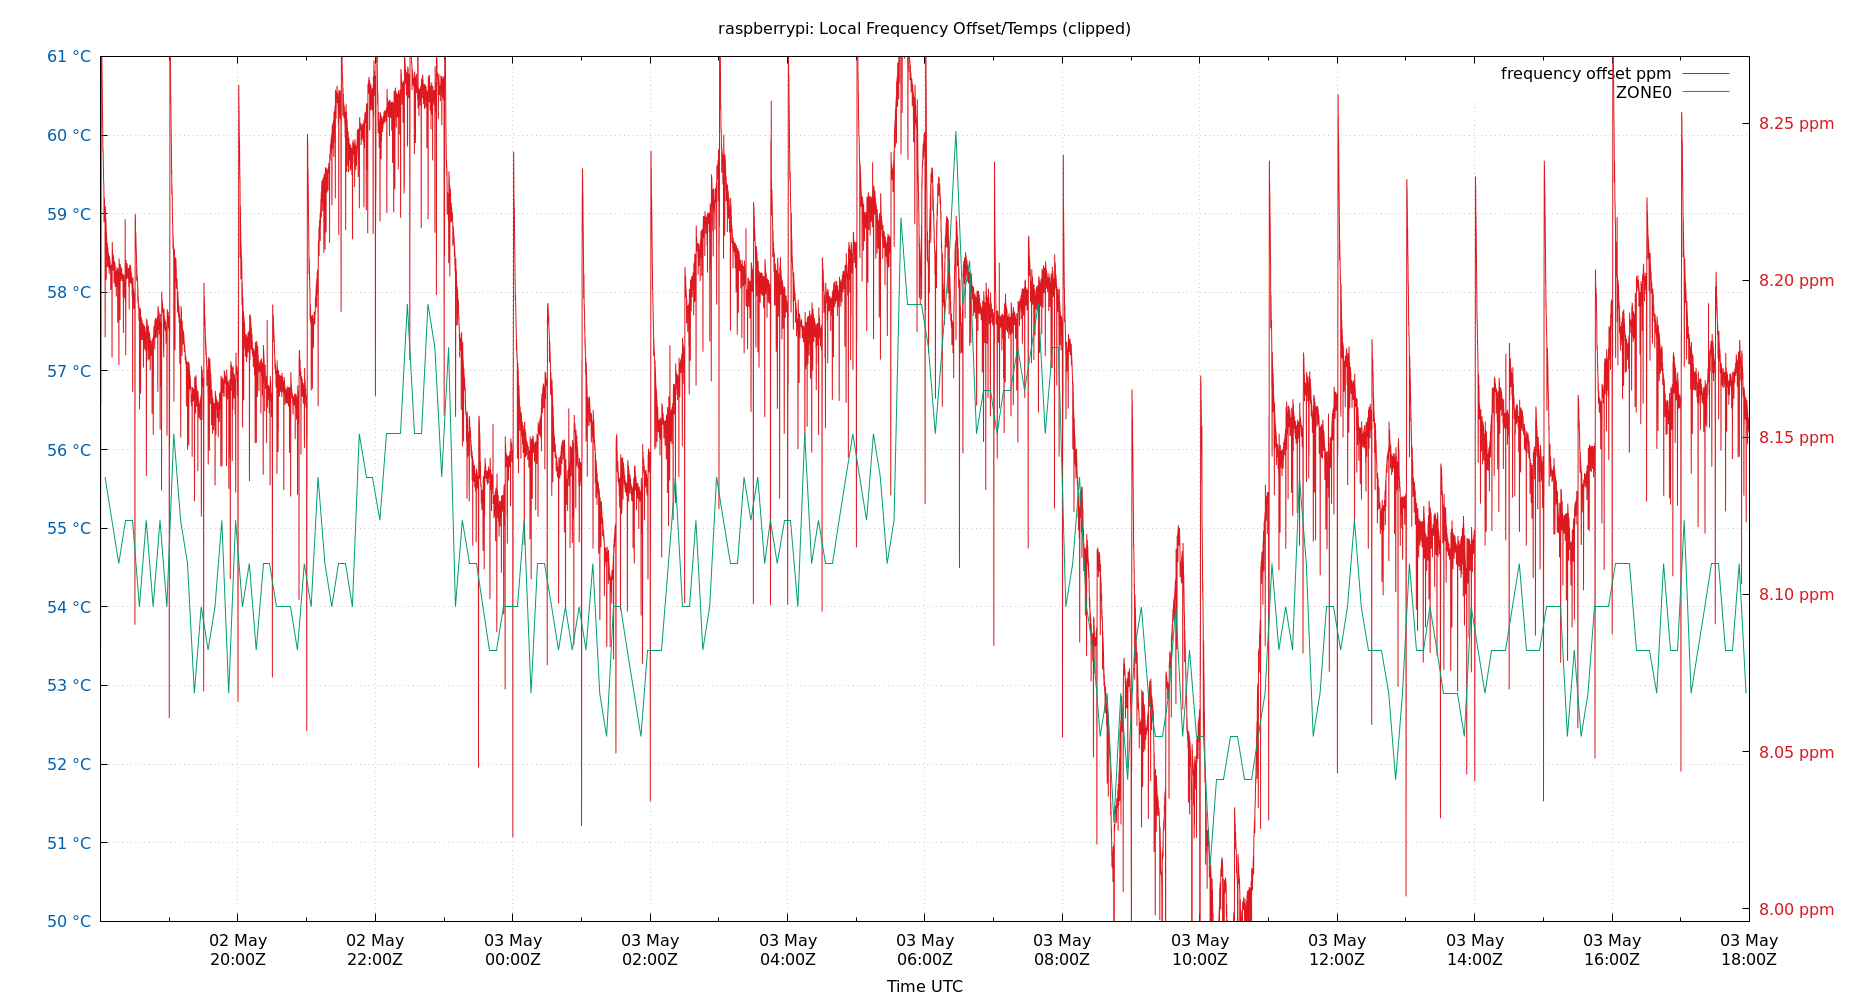 raspberrypi: Local Frequency Offset/Temps (clipped)
frequency offset ppm
ZONE0
61 °C
60 °C
59 °C
58 °C
57 °C
56 °C
55 °C
54 °C
53 °C
52 °C
51 °C
50 °C
8.25 ppm
8.20 ppm
8.15 ppm
8.10 ppm
8.05 ppm
8.00 ppm
02 May 02 May 03 May 03 May 03 May 03 May 03 May 03 May 03 May 03 May 03 May 03 May
20:00Z 22:00Z 00:00Z 02:00Z 04:00Z 06:00Z 08:00Z 10:00Z 12:00Z 14:00Z 16:00Z 18:00Z
Time UTC